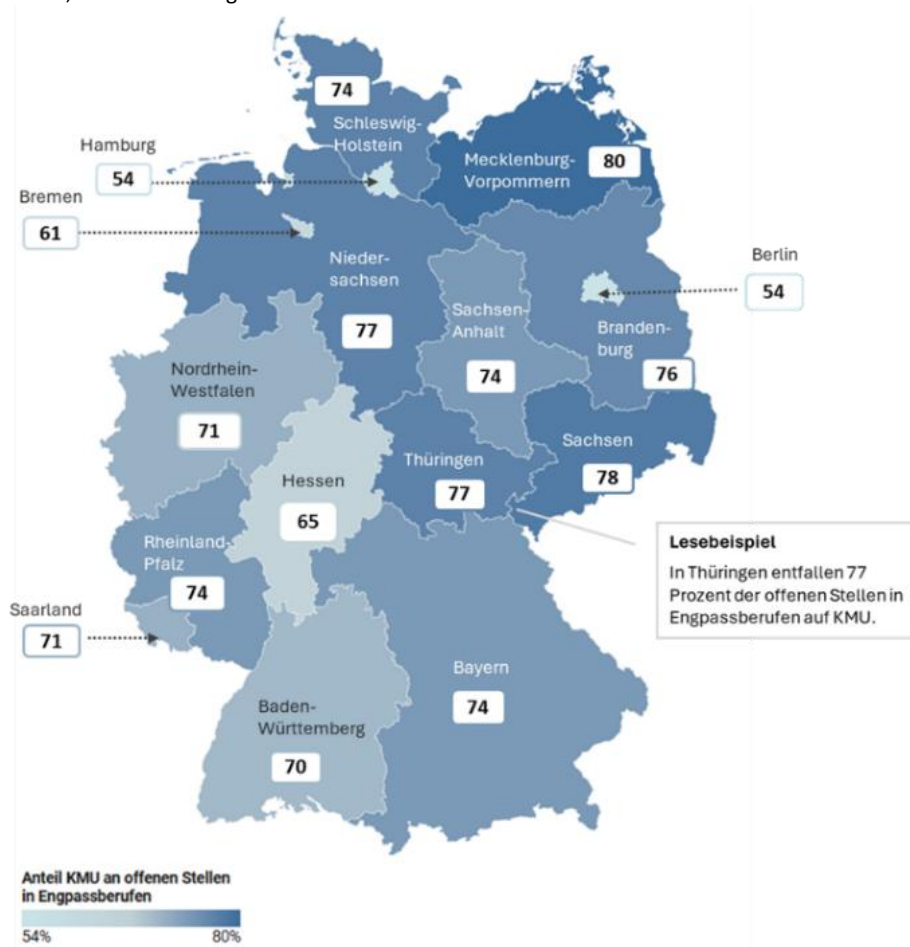 74
Schleswig-
Holstein
Hamburg
54
Mecklenburg-
Vorpommern
80
Bremen
61
Nieder-
sachsen
77
Berlin
54
Sachsen-
Anhalt
74
Branden-
burg
76
Nordrhein-
Westfalen
71
Hessen
65
Thüringen
77
Sachsen
78
Lesebeispiel
In Thüringen entfallen 77
Prozent der offenen Stellen in
Engpassberufen auf KMU.
Rheinland-
Pfalz
74
Saarland
71
Bayern
74
Baden-
Württemberg
70
Anteil KMU an offenen Stellen
in Engpassberufen
54% 80%